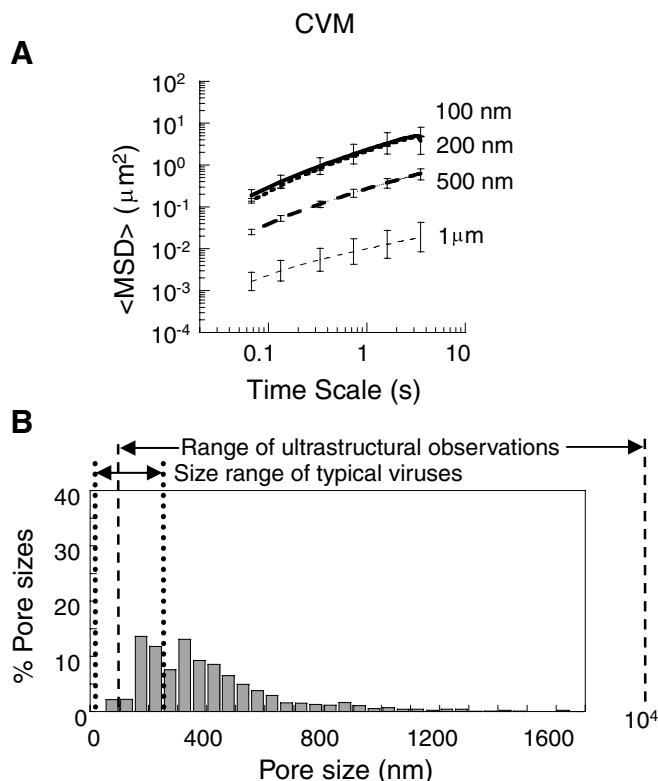 CVM
A
<MSD> (μm²)
10²
10¹
10⁰
10⁻¹
10⁻²
10⁻³
10⁻⁴
100 nm
200 nm
500 nm
1μm
0.1
1
10
Time Scale (s)
B
Range of ultrastructural observations
Size range of typical viruses
% Pore sizes
40
30
20
10
0
0
400
800
1200
1600
10⁴
Pore size (nm)